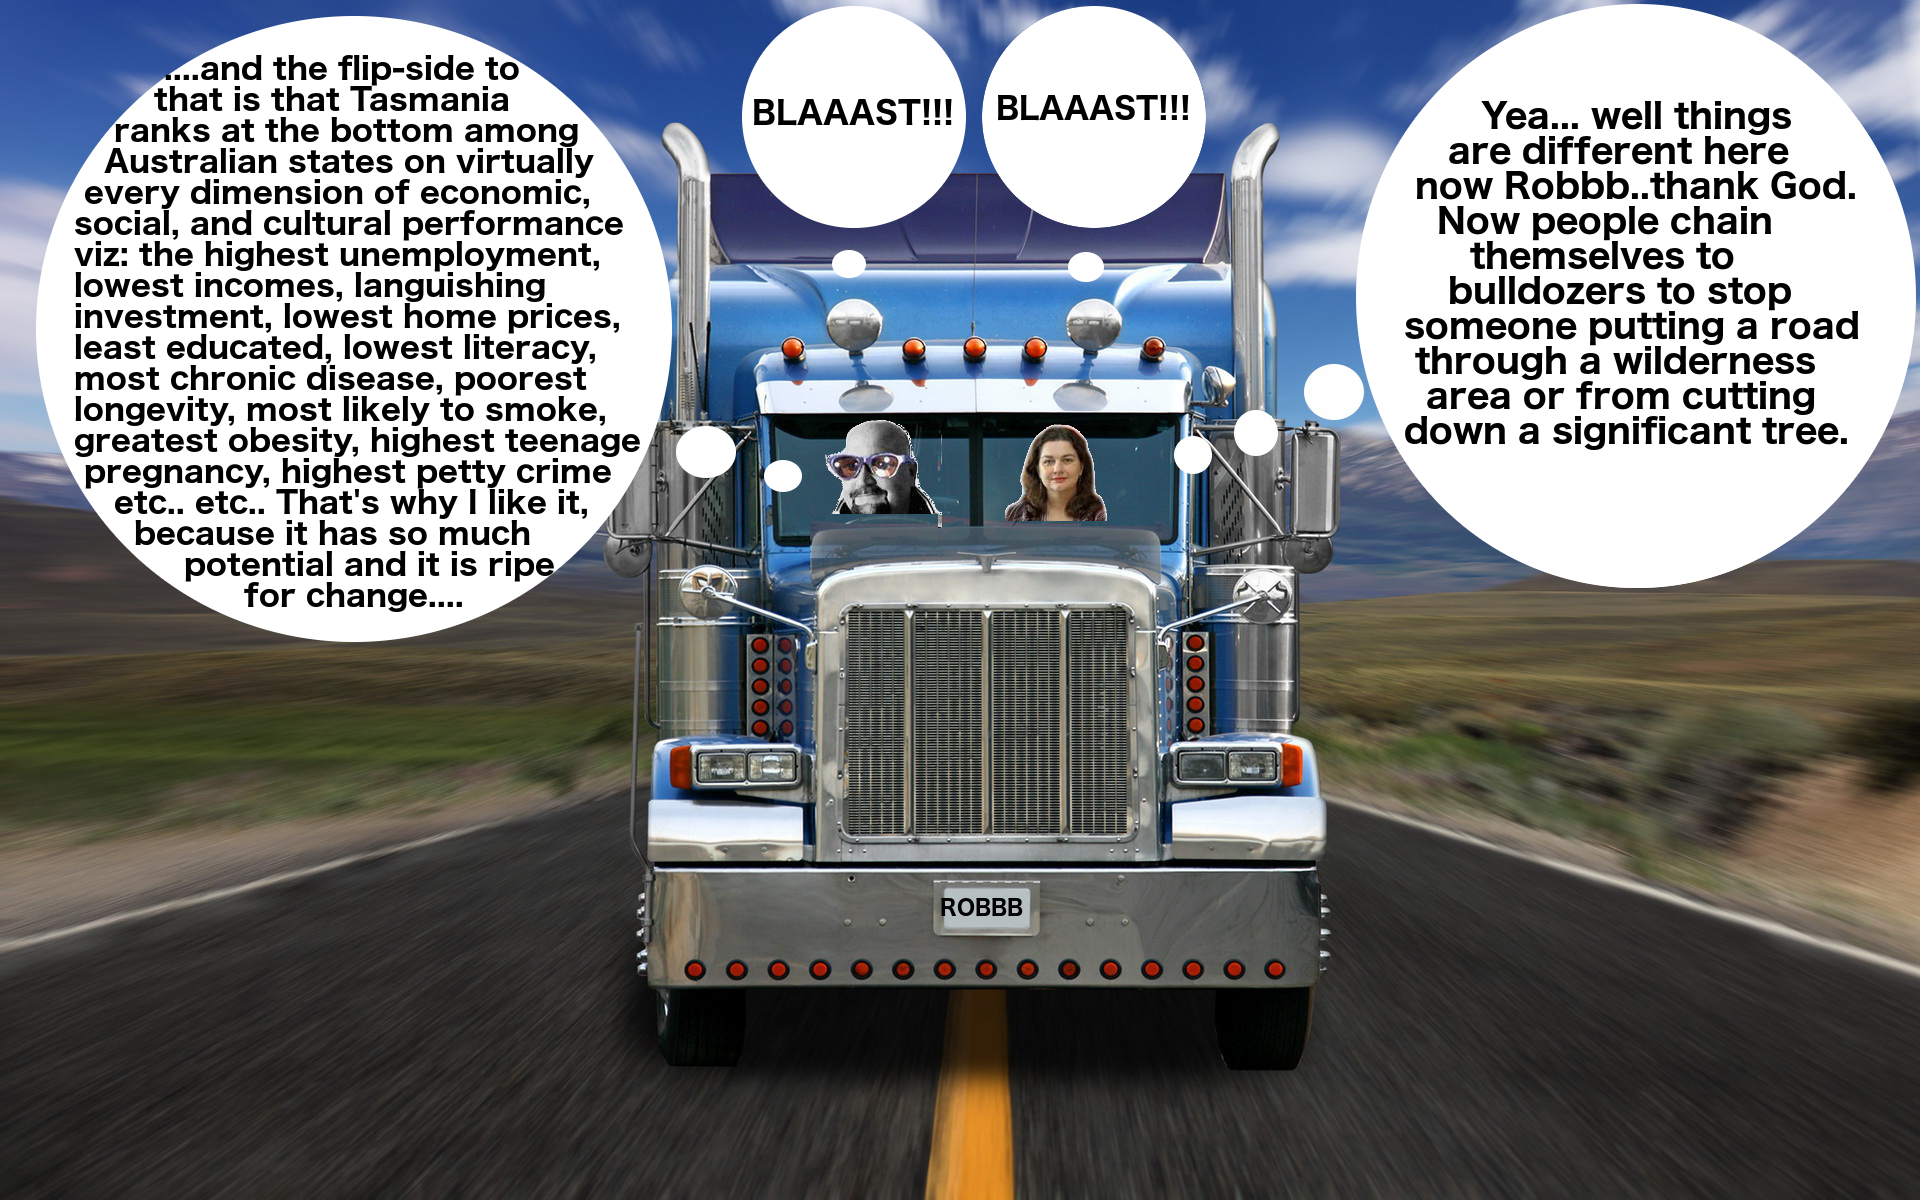 ....and the flip-side to
that is that Tasmania
ranks at the bottom among
Australian states on virtually
every dimension of economic,
social, and cultural performance
viz: the highest unemployment,
lowest incomes, languishing
investment, lowest home prices,
least educated, lowest literacy,
most chronic disease, poorest
longevity, most likely to smoke,
greatest obesity, highest teenage
pregnancy, highest petty crime
etc.. etc.. That's why I like it,
because it has so much
potential and it is ripe
for change....
BLAAAST!!!
BLAAAST!!!
Yea... well things
are different here
now Robbb..thank God.
Now people chain
themselves to
bulldozers to stop
someone putting a road
through a wilderness
area or from cutting
down a significant tree.
ROBBB